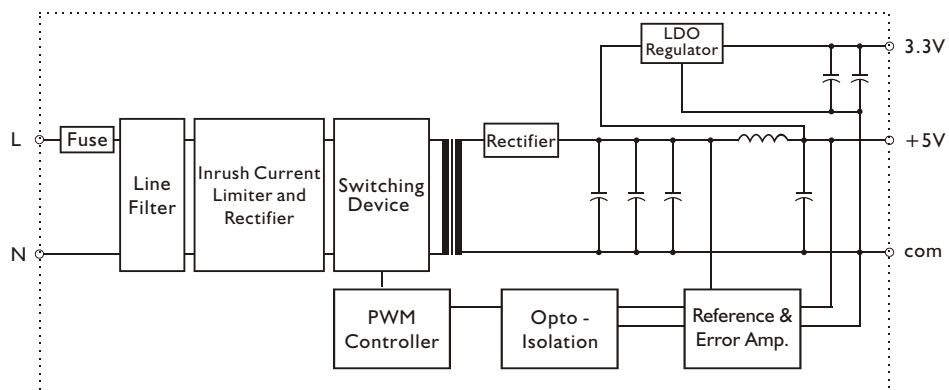 LDO
Regulator
3.3V
L
Fuse
Line
Filter
Inrush Current
Limiter and
Rectifier
Switching
Device
Rectifier
+5V
N
com
PWM
Controller
Opto -
Isolation
Reference &
Error Amp.